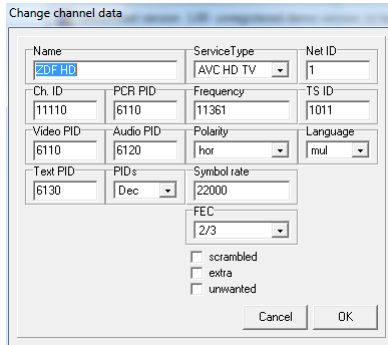 Change channel data
Name ServiceType Net ID
ZDF HD AVC HD TV 1
Ch. ID PCR PID Frequency TS ID
11110 6110 11361 1011
Video PID Audio PID Polarity Language
6110 6120 hor mul
Text PID PIDs Symbol rate
6130 Dec 22000
FEC
2/3
scrambled
extra
unwanted
Cancel OK